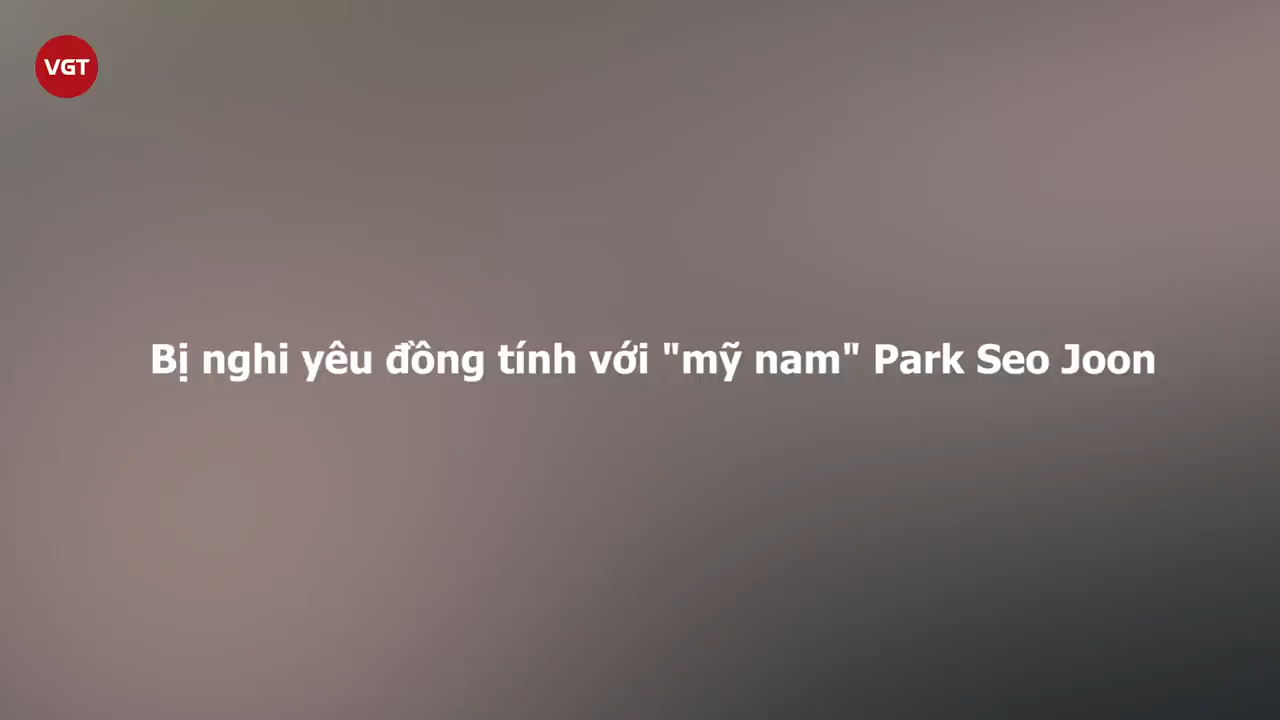 VGT
Bị nghi yêu đồng tính với "mỹ nam" Park Seo Joon